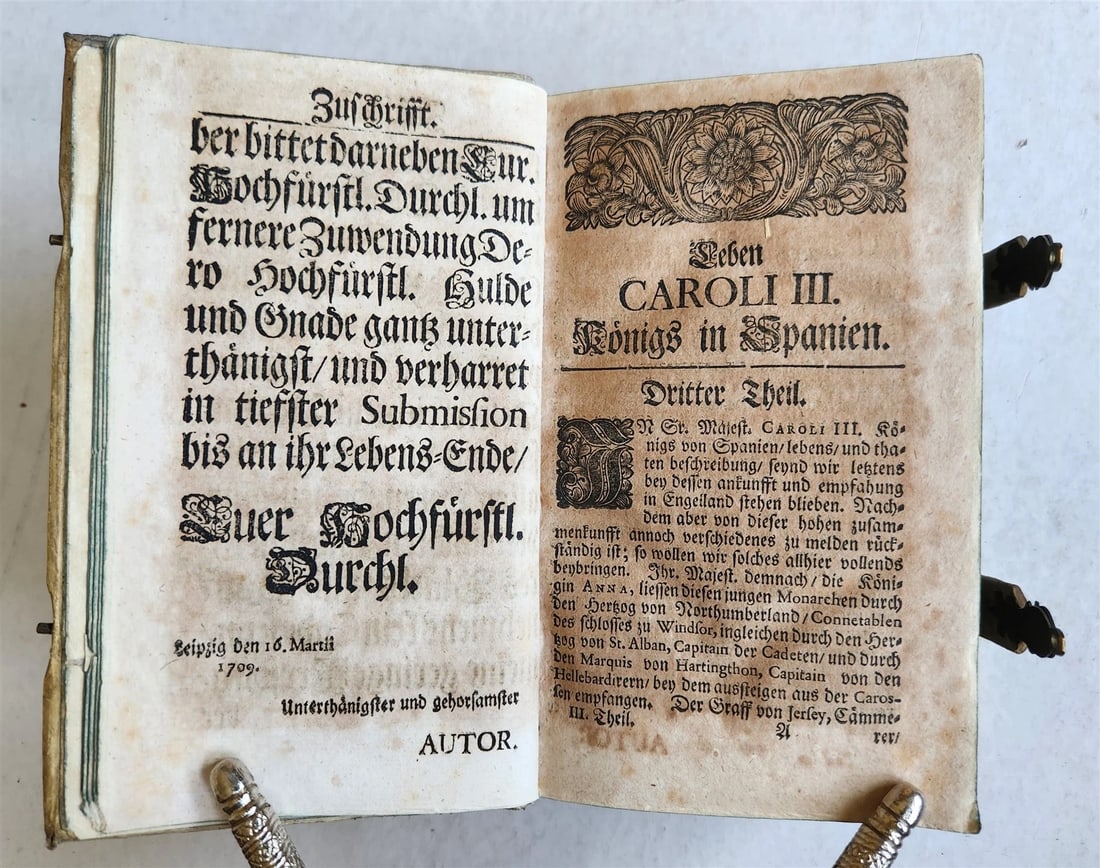 Zuschrifft.
ber bittet darneben Eur.
Hochfürstl. Durchl. um
fernere Zuwendung De-
ro Hochfürstl. Hulde
und Gnade gantz unter-
thänigst/ und verharret
in tieffster Submission
bis an ihr Lebens-Ende/
Euer Hochfürstl.
Durchl.
Leipzig den 16. Martii
1709.
Unterthänigster und gehorsamster
AUTOR.
Leben
CAROLI III.
Königs in Spanien.
Dritter Theil.
IN Sr. Majest. CAROLI III. Kö-
nigs von Spanien/ lebens/ und tha-
ten beschreibung/ seynd wir letztens
bey dessen ankunfft und empfahung
in Engelland stehen blieben. Nach-
dem aber von dieser hohen zusam-
menkunfft annoch verschiedenes zu melden rück-
ständig ist; so wollen wir solches allhier vollends
beybringen. Ihr. Majest. demnach/ die Köni-
gin ANNA, liessen diesen jungen Monarchen durch
den Hertzog von Northumberland/ Connetablen
des schlosses zu Windsor, ingleichen durch den Her-
tzog von St. Alban, Capitain der Cadeten/ und durch
den Marquis von Hartingthon, Capitain von den
Hellebardirern/ bey dem aussteigen aus der Caros-
sen empfangen. Der Graff von Jersey, Cämme-
III. Theil. A rer/